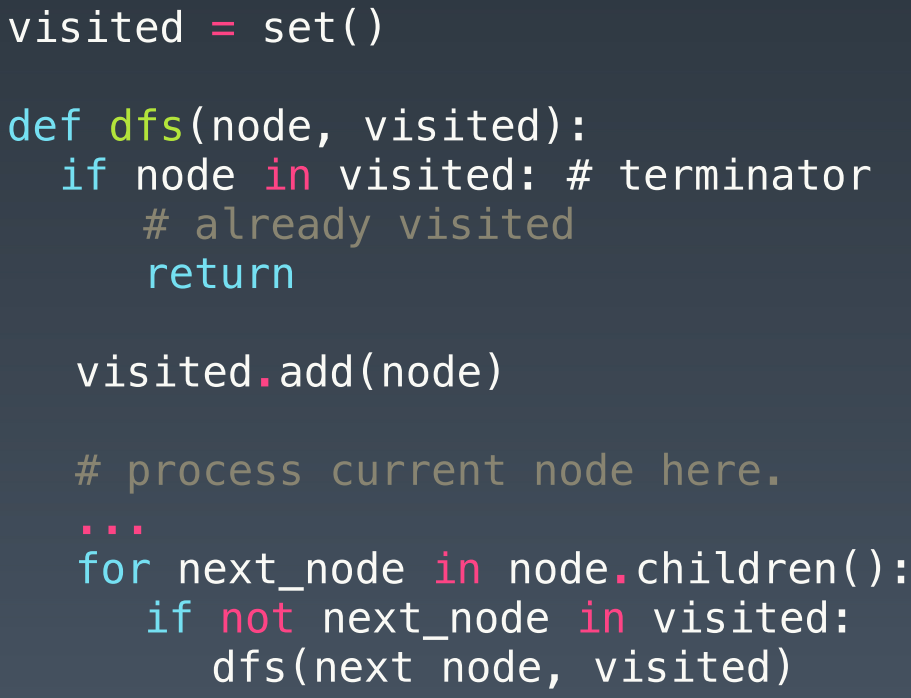 visited = set()
def dfs(node, visited):
if node in visited: # terminator
# already visited
return
visited.add(node)
# process current node here.
...
for next_node in node.children():
if not next_node in visited:
dfs(next node, visited)